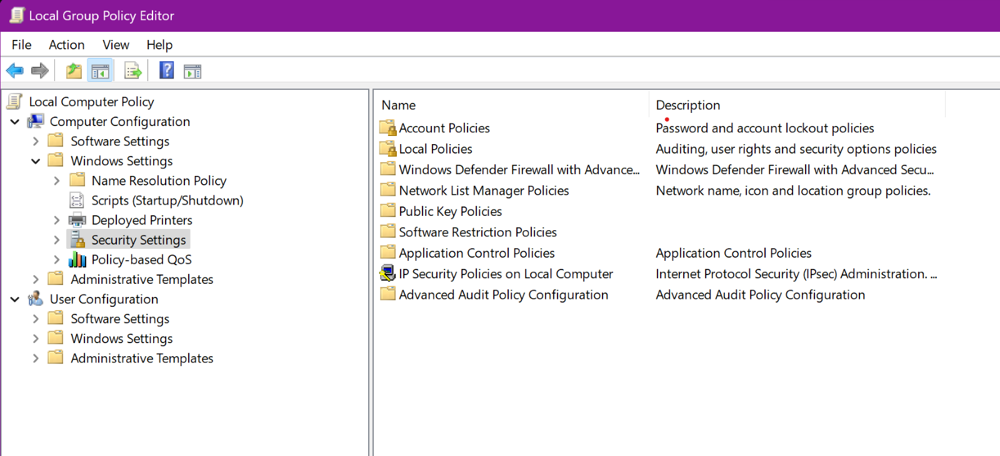 Local Group Policy Editor
File Action View Help
Local Computer Policy
Computer Configuration
Software Settings
Windows Settings
Name Resolution Policy
Scripts (Startup/Shutdown)
Deployed Printers
Security Settings
Policy-based QoS
Administrative Templates
User Configuration
Software Settings
Windows Settings
Administrative Templates
Name Description
Account Policies Password and account lockout policies
Local Policies Auditing, user rights and security options policies
Windows Defender Firewall with Advance... Windows Defender Firewall with Advanced Secu...
Network List Manager Policies Network name, icon and location group policies.
Public Key Policies
Software Restriction Policies
Application Control Policies Application Control Policies
IP Security Policies on Local Computer Internet Protocol Security (IPsec) Administration. ...
Advanced Audit Policy Configuration Advanced Audit Policy Configuration